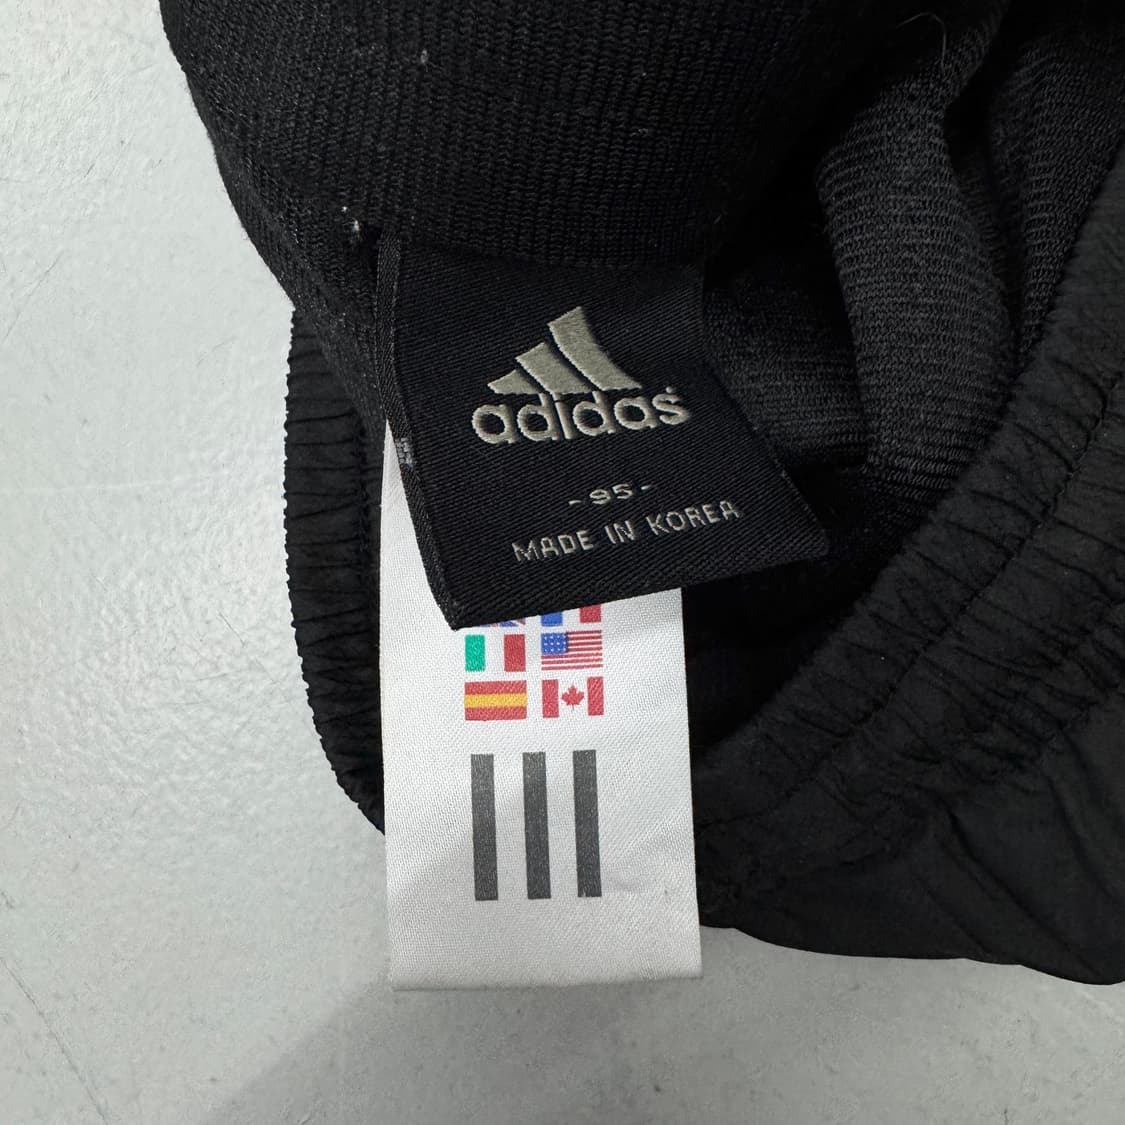 adidas
-95-
MADE IN KOREA